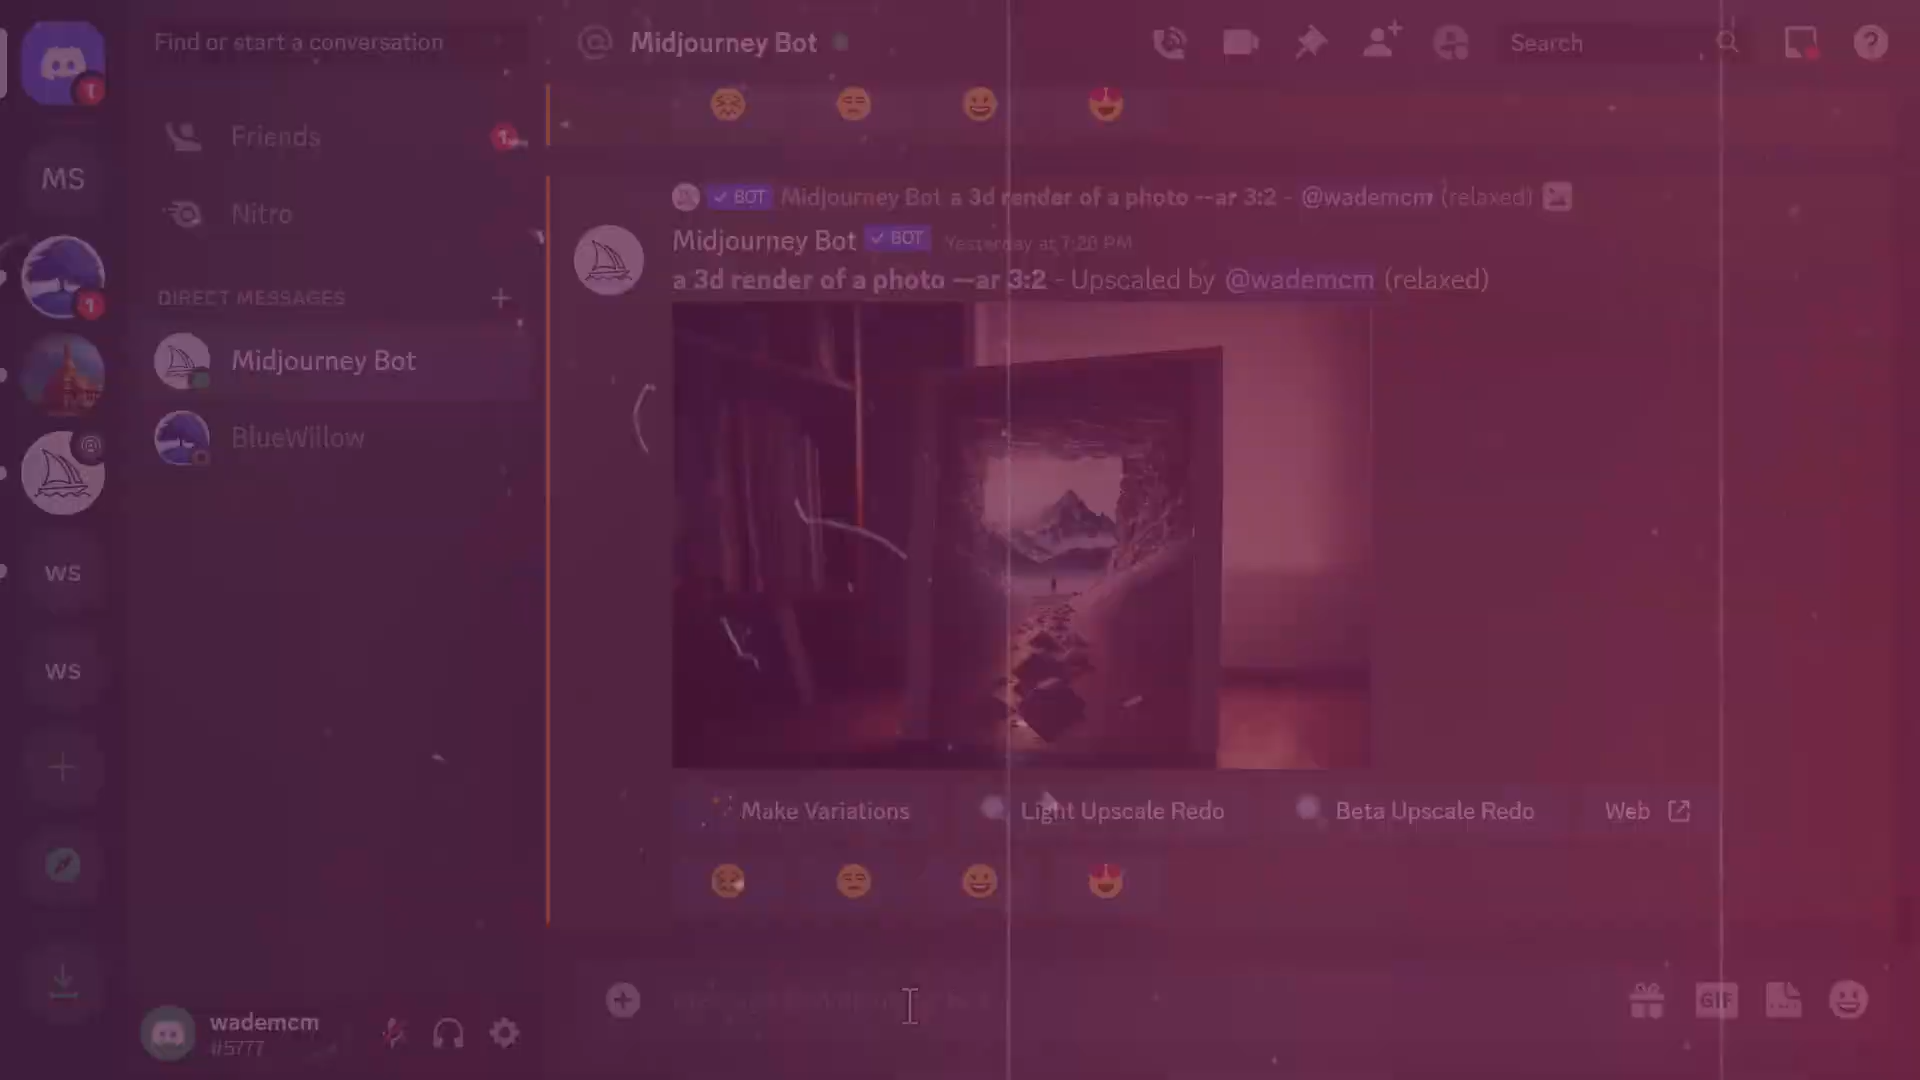 Find or start a conversation
Midjourney Bot
Search
1
Friends
1
MS
Nitro
1
DIRECT MESSAGES
Midjourney Bot
BlueWillow
ws
ws
BOT Midjourney Bot a 3d render of a photo --ar 3:2 - @wademcm (relaxed)
Midjourney Bot BOT Yesterday at 7:20 PM
a 3d render of a photo —ar 3:2 - Upscaled by @wademcm (relaxed)
Make Variations
Light Upscale Redo
Beta Upscale Redo
Web
GIF
wademcm
#5777